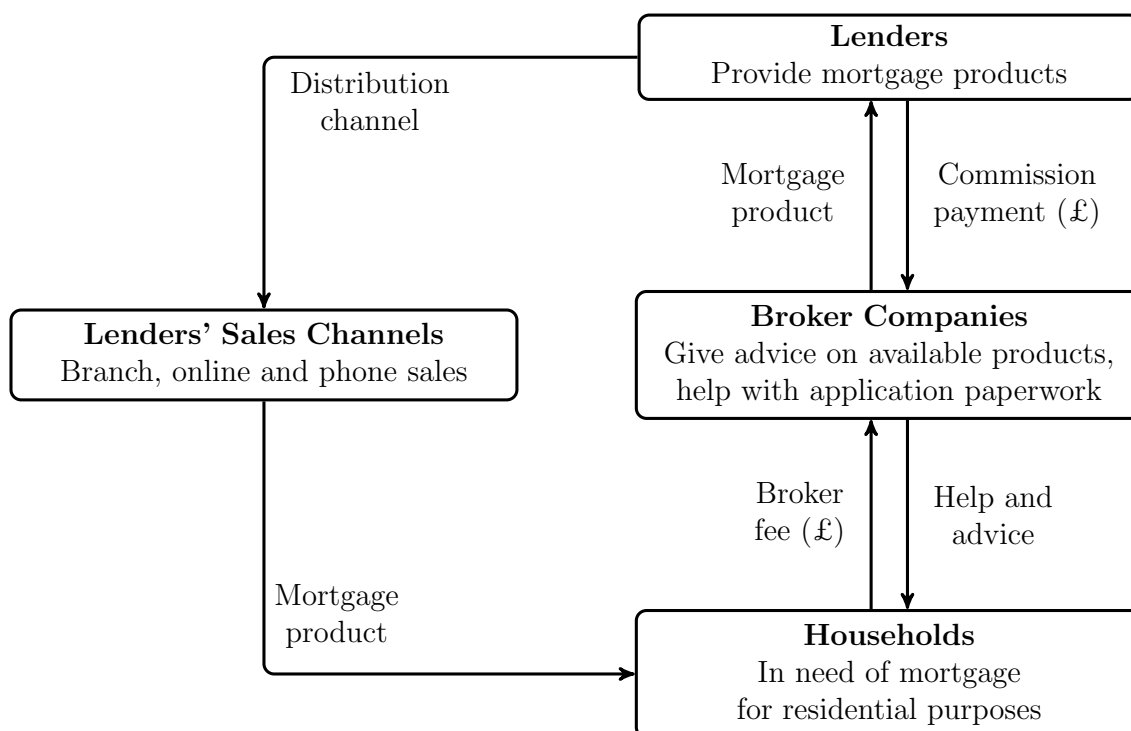 Lenders
Provide mortgage products
Distribution
channel
Mortgage
product
Commission
payment (£)
Lenders’ Sales Channels
Branch, online and phone sales
Broker Companies
Give advice on available products,
help with application paperwork
Broker
fee (£)
Help and
advice
Mortgage
product
Households
In need of mortgage
for residential purposes